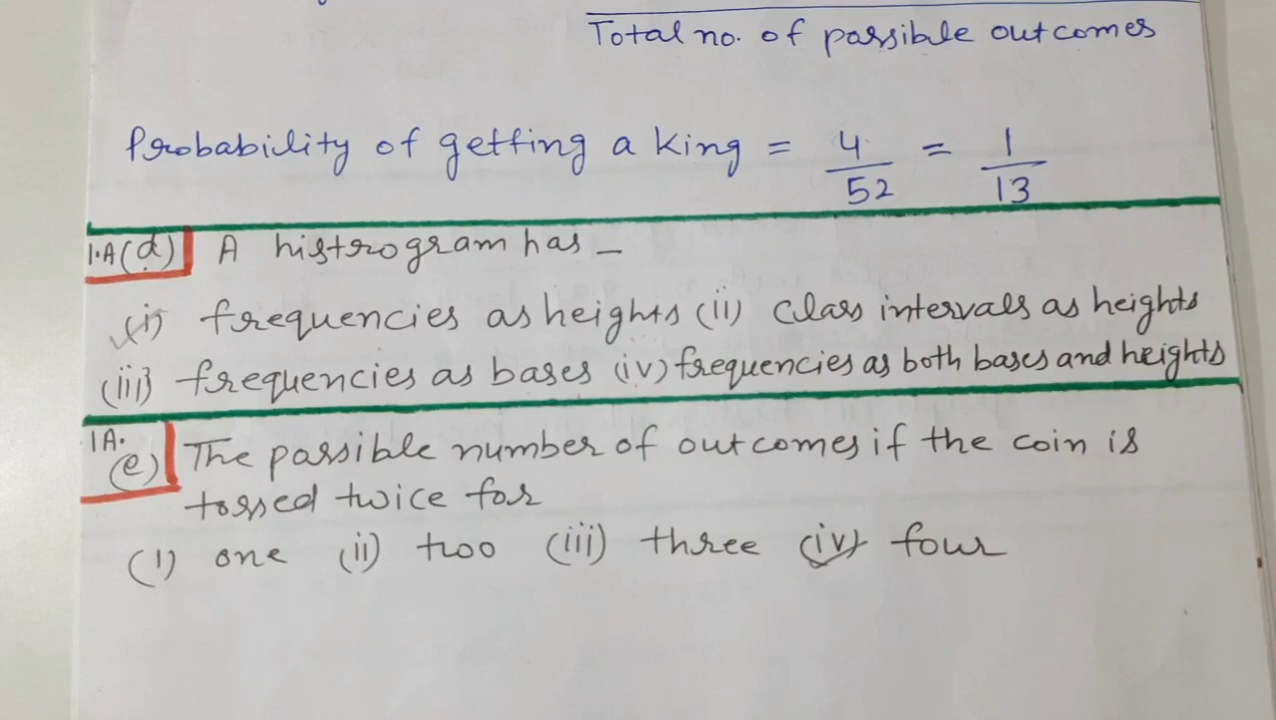 Total no. of possible outcomes
Probability of getting a king = 4/52 = 1/13
1.A(d) A histrogram has –
(i) frequencies as heights (ii) class intervals as heights
(iii) frequencies as bases (iv) frequencies as both bases and heights
1A. (e) The possible number of outcomes if the coin is
tossed twice for
(i) one (ii) two (iii) three (iv) four